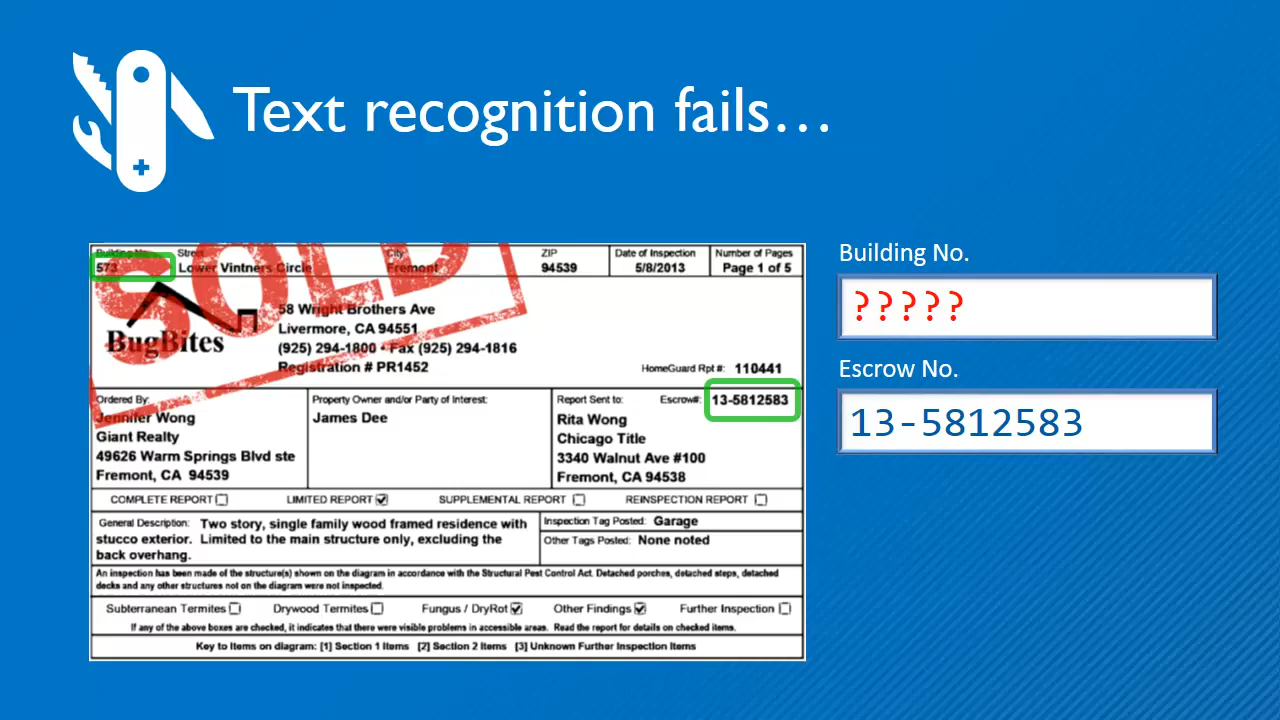 Text recognition fails...
Building No. Street City ZIP Date of Inspection Number of Pages
573 Lower Vintners Circle Fremont 94539 5/8/2013 Page 1 of 5
SOLD
BugBites
58 Wright Brothers Ave
Livermore, CA 94551
(925) 294-1800 • Fax (925) 294-1816
Registration # PR1452
HomeGuard Rpt #: 110441
Ordered By:
Jennifer Wong
Giant Realty
49626 Warm Springs Blvd ste
Fremont, CA 94539
Property Owner and/or Party of Interest:
James Dee
Report Sent to: Escrow#: 13-5812583
Rita Wong
Chicago Title
3340 Walnut Ave #100
Fremont, CA 94538
COMPLETE REPORT LIMITED REPORT SUPPLEMENTAL REPORT REINSPECTION REPORT
General Description: Two story, single family wood framed residence with
stucco exterior. Limited to the main structure only, excluding the
back overhang.
Inspection Tag Posted: Garage
Other Tags Posted: None noted
An inspection has been made of the structure(s) shown on the diagram in accordance with the Structural Pest Control Act. Detached porches, detached steps, detached
decks and any other structures not on the diagram were not inspected.
Subterranean Termites Drywood Termites Fungus / DryRot Other Findings Further Inspection
If any of the above boxes are checked, it indicates that there were visible problems in accessible areas. Read the report for details on checked items.
Key to Items on diagram: [1] Section 1 Items [2] Section 2 Items [3] Unknown Further Inspection Items
Building No.
?????
Escrow No.
13-5812583